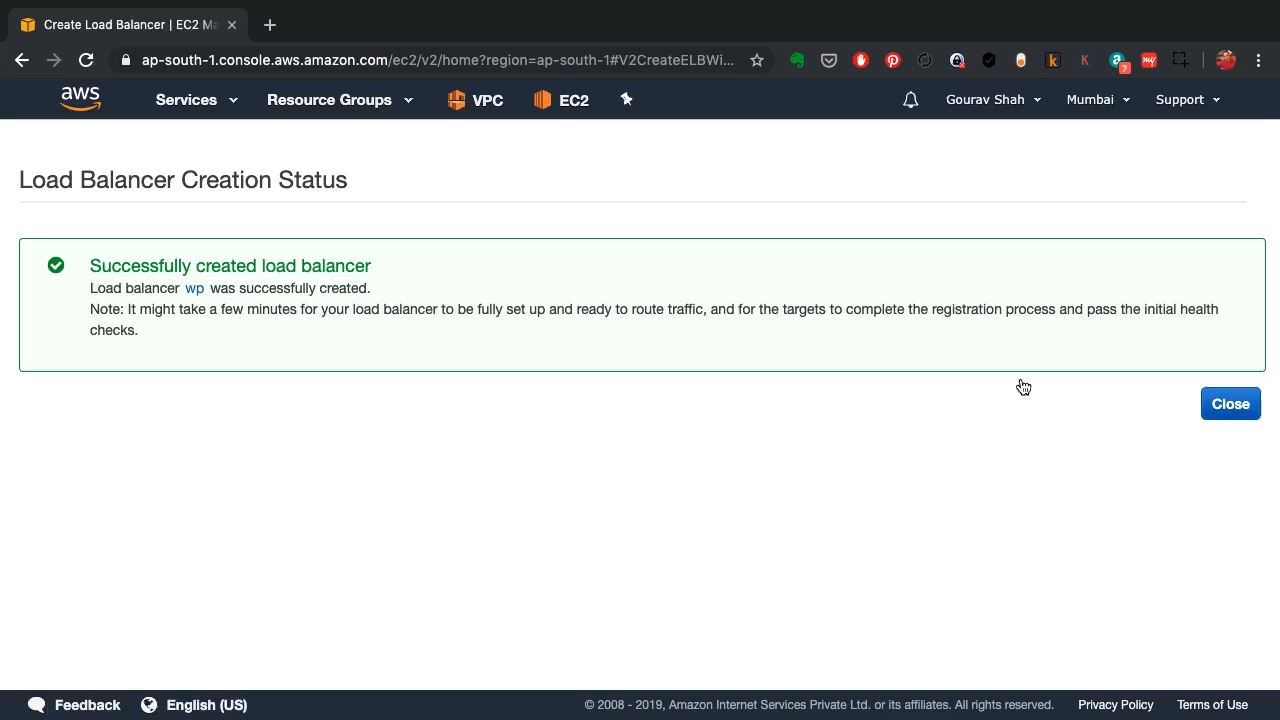 Create Load Balancer | EC2 Ma
ap-south-1.console.aws.amazon.com/ec2/v2/home?region=ap-south-1#V2CreateELBWi...
7
aws Services Resource Groups VPC EC2 Gourav Shah Mumbai Support
Load Balancer Creation Status
Successfully created load balancer
Load balancer wp was successfully created.
Note: It might take a few minutes for your load balancer to be fully set up and ready to route traffic, and for the targets to complete the registration process and pass the initial health
checks.
Close
Feedback English (US) © 2008 - 2019, Amazon Internet Services Private Ltd. or its affiliates. All rights reserved. Privacy Policy Terms of Use